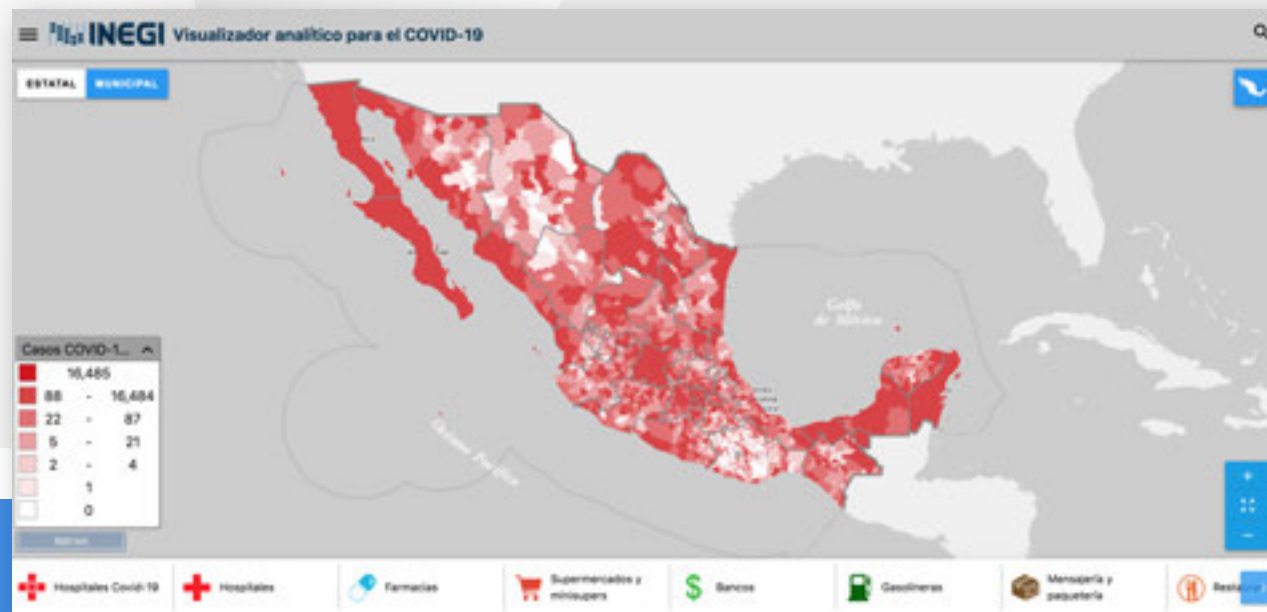 INEGI Visualizador analítico para el COVID-19
ESTATAL MUNICIPAL
Golfo
de México
Océano Pacífico
Casos COVID-1...
16,485
88 - 16,484
22 - 87
5 - 21
2 - 4
1
0
Hospitales Covid-19
Hospitales
Farmacias
Supermercados y
minisupers
Bancos
Gasolineras
Mensajería y
paquetería